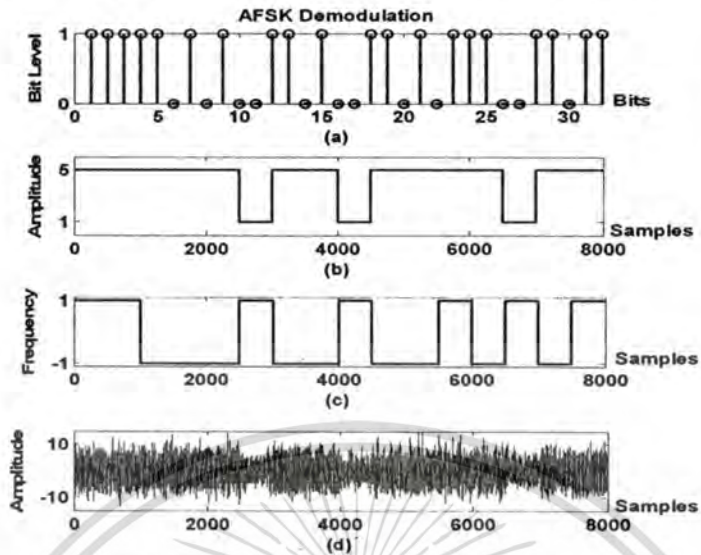 AFSK Demodulation
Bit Level
1
0
0 5 10 15 20 25 30
Bits
(a)
Amplitude
5
1
0 2000 4000 6000 8000
Samples
(b)
Frequency
1
-1
0 2000 4000 6000 8000
Samples
(c)
Amplitude
10
-10
0 2000 4000 6000 8000
Samples
(d)